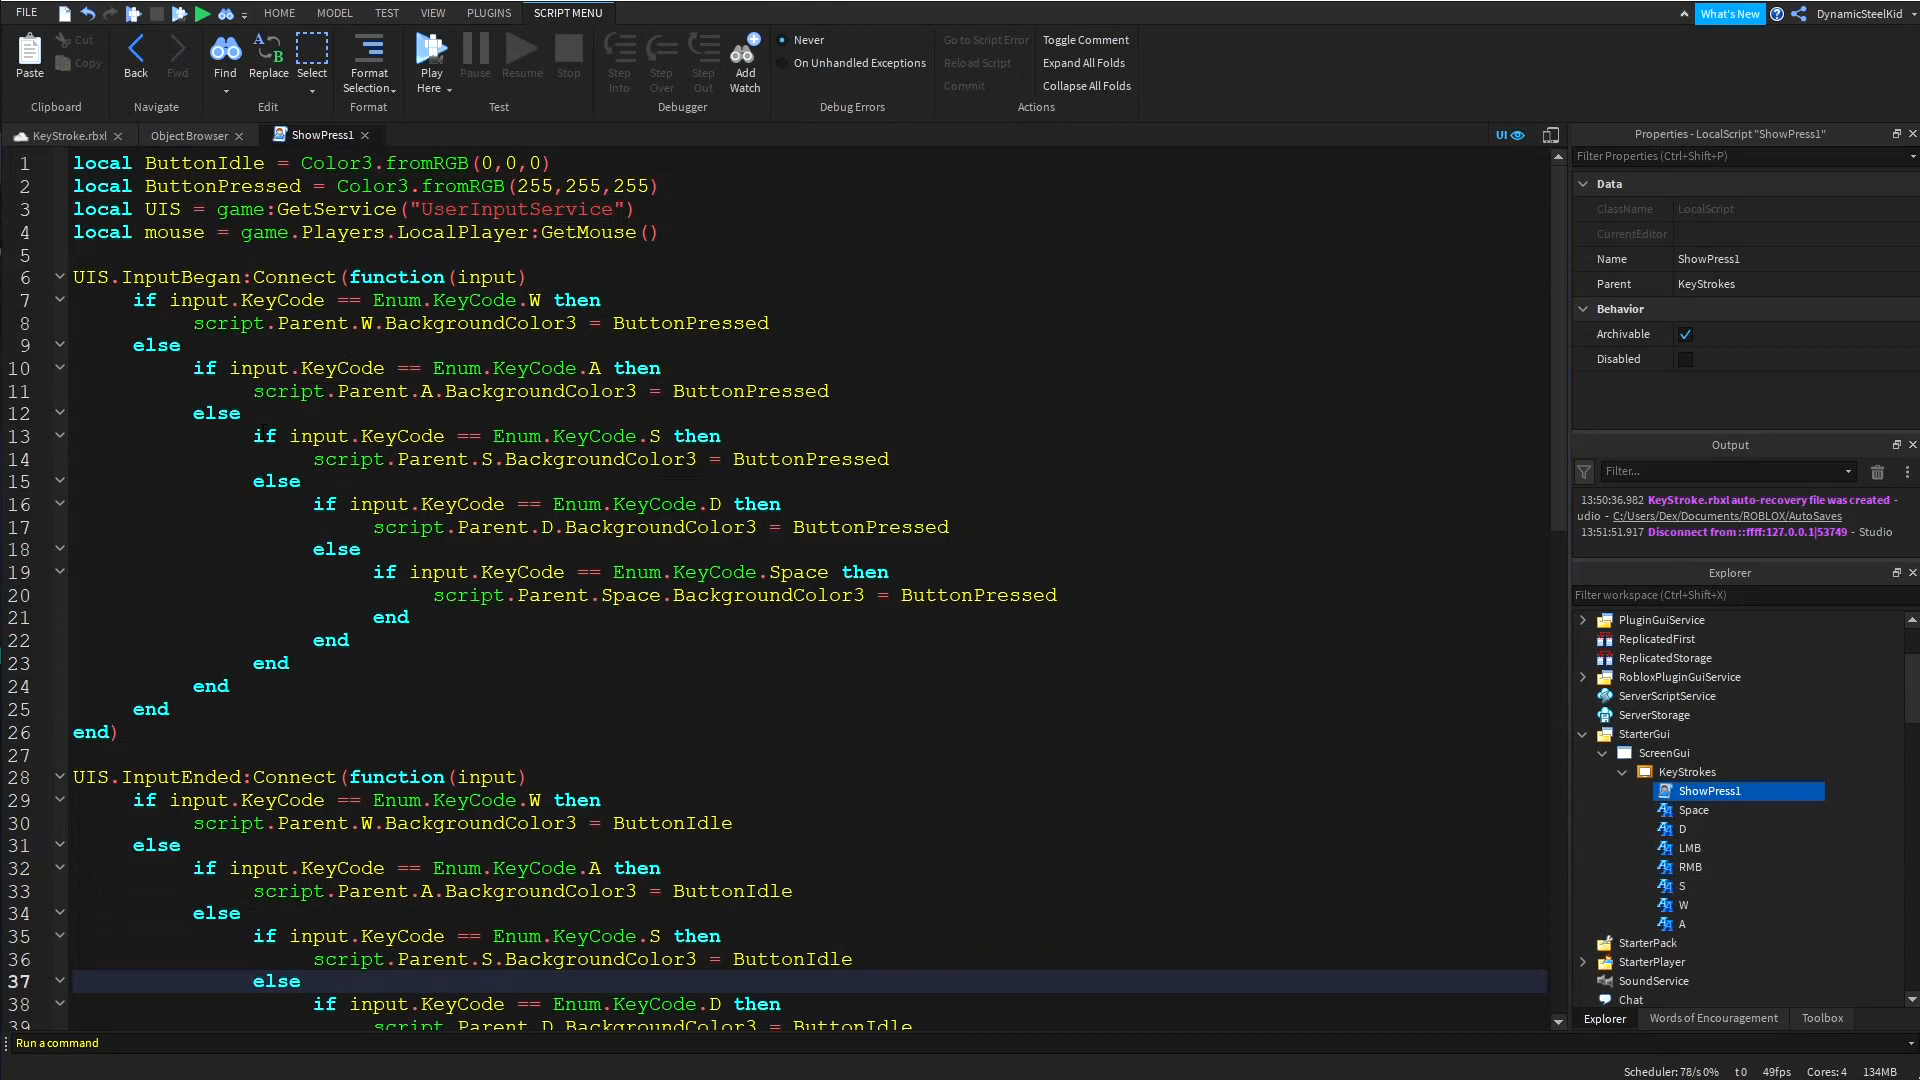 FILE HOME MODEL TEST VIEW PLUGINS SCRIPT MENU What's New DynamicSteelKid
Paste Cut Copy Back Fwd Find Replace Select Format Selection Play Here Pause Resume Stop Step Into Step Over Step Out Add Watch
Never
On Unhandled Exceptions
Go to Script Error
Reload Script
Commit
Toggle Comment
Expand All Folds
Collapse All Folds
Clipboard Navigate Edit Format Test Debugger Debug Errors Actions
KeyStroke.rbxl Object Browser ShowPress1 UI
1 local ButtonIdle = Color3.fromRGB(0,0,0)
2 local ButtonPressed = Color3.fromRGB(255,255,255)
3 local UIS = game:GetService("UserInputService")
4 local mouse = game.Players.LocalPlayer:GetMouse()
5
6 UIS.InputBegan:Connect(function(input)
7 if input.KeyCode == Enum.KeyCode.W then
8 script.Parent.W.BackgroundColor3 = ButtonPressed
9 else
10 if input.KeyCode == Enum.KeyCode.A then
11 script.Parent.A.BackgroundColor3 = ButtonPressed
12 else
13 if input.KeyCode == Enum.KeyCode.S then
14 script.Parent.S.BackgroundColor3 = ButtonPressed
15 else
16 if input.KeyCode == Enum.KeyCode.D then
17 script.Parent.D.BackgroundColor3 = ButtonPressed
18 else
19 if input.KeyCode == Enum.KeyCode.Space then
20 script.Parent.Space.BackgroundColor3 = ButtonPressed
21 end
22 end
23 end
24 end
25 end
26 end)
27
28 UIS.InputEnded:Connect(function(input)
29 if input.KeyCode == Enum.KeyCode.W then
30 script.Parent.W.BackgroundColor3 = ButtonIdle
31 else
32 if input.KeyCode == Enum.KeyCode.A then
33 script.Parent.A.BackgroundColor3 = ButtonIdle
34 else
35 if input.KeyCode == Enum.KeyCode.S then
36 script.Parent.S.BackgroundColor3 = ButtonIdle
37 else
38 if input.KeyCode == Enum.KeyCode.D then
39 script.Parent.D.BackgroundColor3 = ButtonIdle
Properties - LocalScript "ShowPress1"
Filter Properties (Ctrl+Shift+P)
Data
ClassName LocalScript
CurrentEditor
Name ShowPress1
Parent KeyStrokes
Behavior
Archivable
Disabled
Output
Filter...
13:50:36.982 KeyStroke.rbxl auto-recovery file was created -
udio - C:/Users/Dex/Documents/ROBLOX/AutoSaves
13:51:51.917 Disconnect from ::ffff:127.0.0.1|53749 - Studio
Explorer
Filter workspace (Ctrl+Shift+X)
PluginGuiService
ReplicatedFirst
ReplicatedStorage
RobloxPluginGuiService
ServerScriptService
ServerStorage
StarterGui
ScreenGui
KeyStrokes
ShowPress1
Space
D
LMB
RMB
S
W
A
StarterPack
StarterPlayer
SoundService
Chat
Explorer Words of Encouragement Toolbox
Run a command
Scheduler: 78/s 0% t 0 49fps Cores: 4 134MB